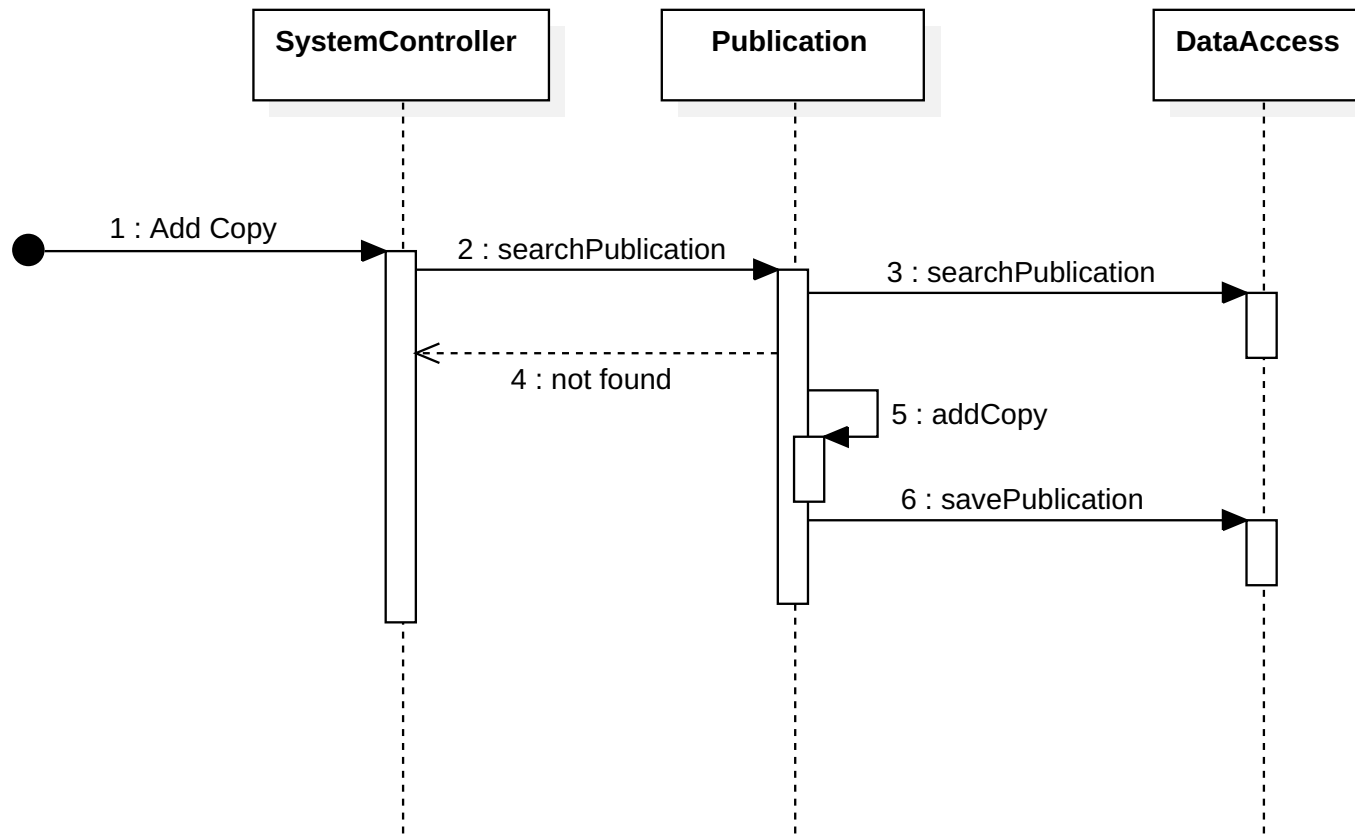 SystemController
Publication
DataAccess
1 : Add Copy
2 : searchPublication
3 : searchPublication
4 : not found
5 : addCopy
6 : savePublication